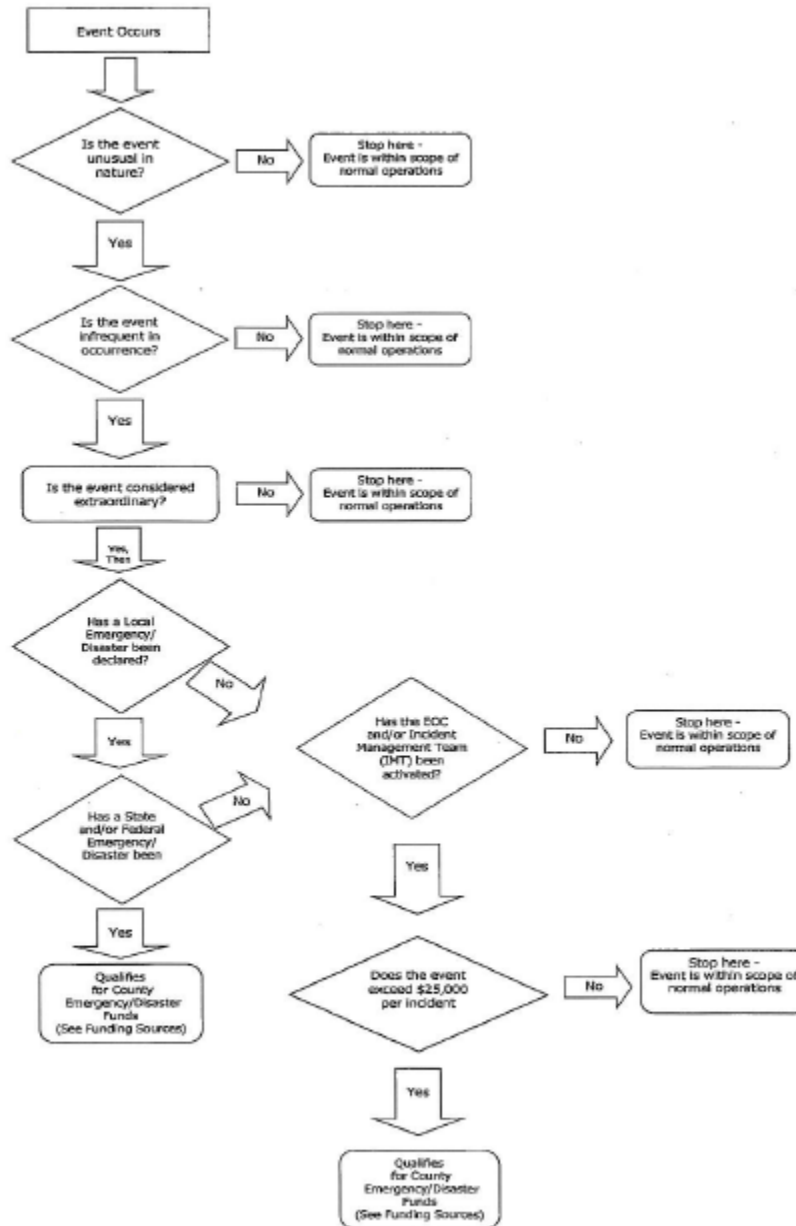 Event Occurs
Is the event
unusual in
nature?
No
Stop here -
Event is within scope of
normal operations
Yes
Is the event
infrequent in
occurrence?
No
Stop here -
Event is within scope of
normal operations
Yes
Is the event considered
extraordinary?
No
Stop here -
Event is within scope of
normal operations
Yes,
Then
Has a Local
Emergency/
Disaster been
declared?
No
Yes
Has the EOC
and/or Incident
Management Team
(IMT) been
activated?
No
Stop here -
Event is within scope of
normal operations
Has a State
and/or Federal
Emergency/
Disaster been
No
Yes
Yes
Qualifies
for County
Emergency/Disaster
Funds
(See Funding Sources)
Does the event
exceed $25,000
per incident
No
Stop here -
Event is within scope of
normal operations
Yes
Qualifies
for County
Emergency/Disaster
Funds
(See Funding Sources)